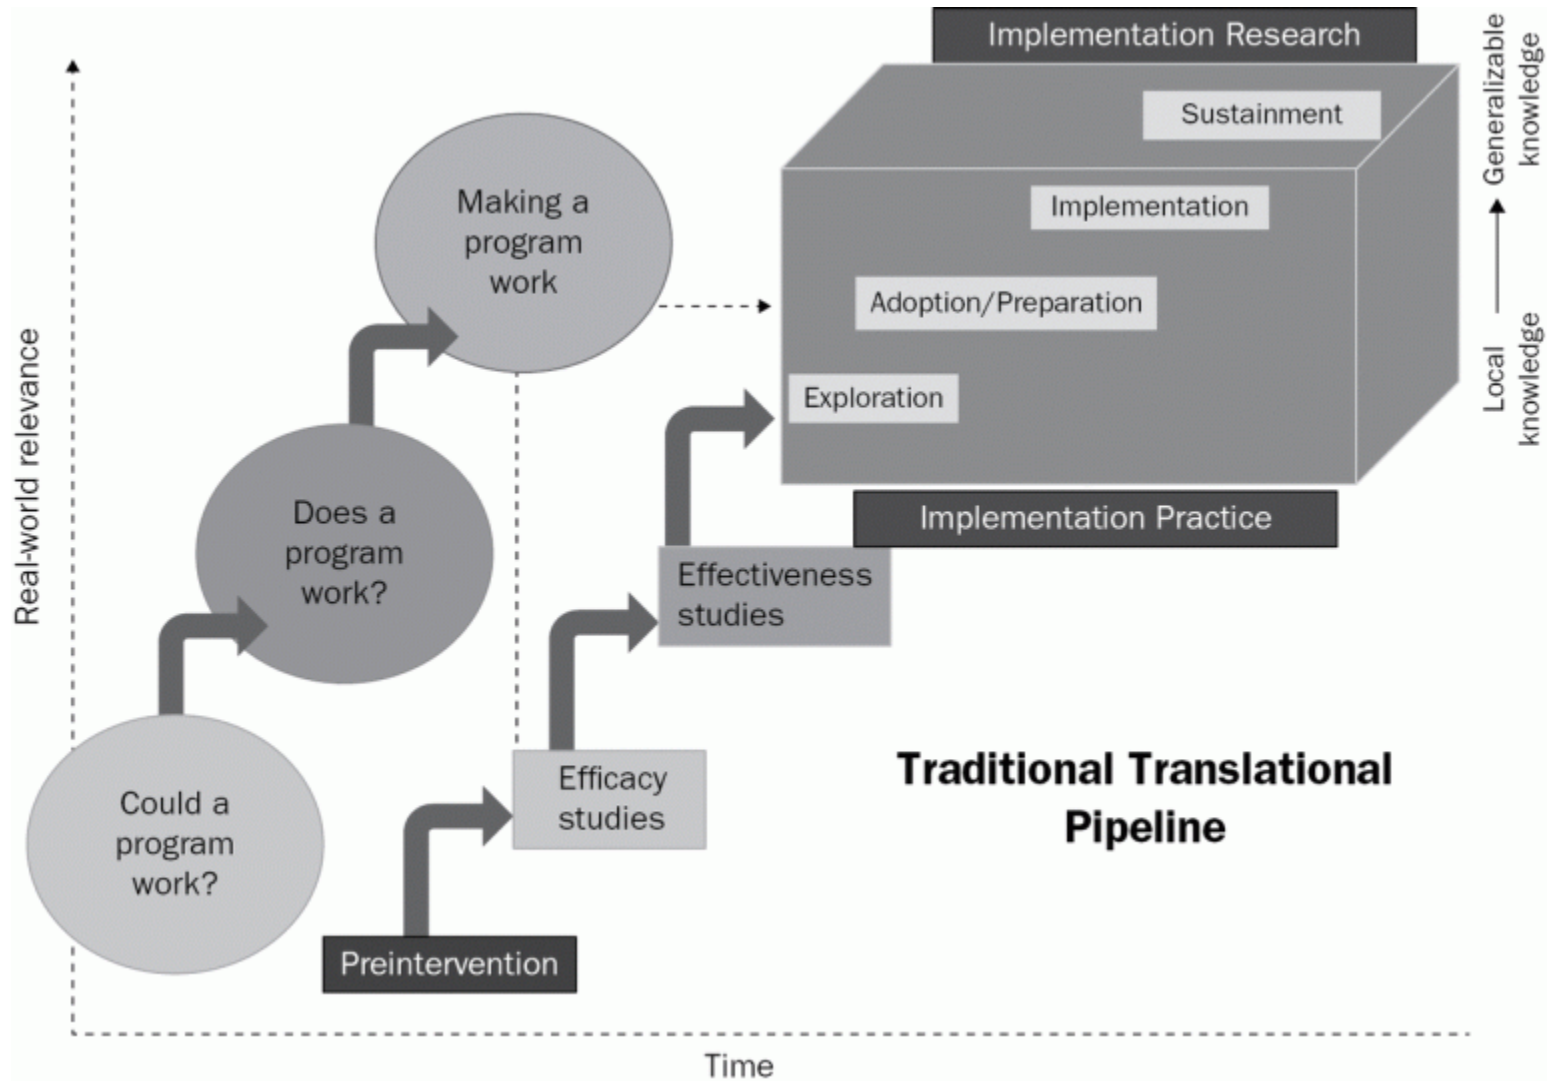 Implementation Research
Sustainment
Implementation
Adoption/Preparation
Exploration
Implementation Practice
Generalizable
knowledge
Local
knowledge
Real-world relevance
Making a
program
work
Does a
program
work?
Could a
program
work?
Effectiveness
studies
Efficacy
studies
Preintervention
Traditional Translational
Pipeline
Time